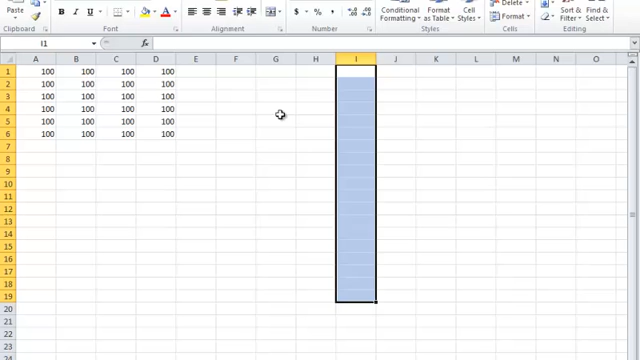 Paste
B I U A
$ % ,
Conditional Formatting
Format as Table
Cell Styles
Delete
Format
Cells
Sort & Filter
Find & Select
Font
Alignment
Number
Styles
Editing
I1 fx
A B C D E F G H I J K L M N O
1 100 100 100 100
2 100 100 100 100
3 100 100 100 100
4 100 100 100 100
5 100 100 100 100
6 100 100 100 100
7
8
9
10
11
12
13
14
15
16
17
18
19
20
21
22
23